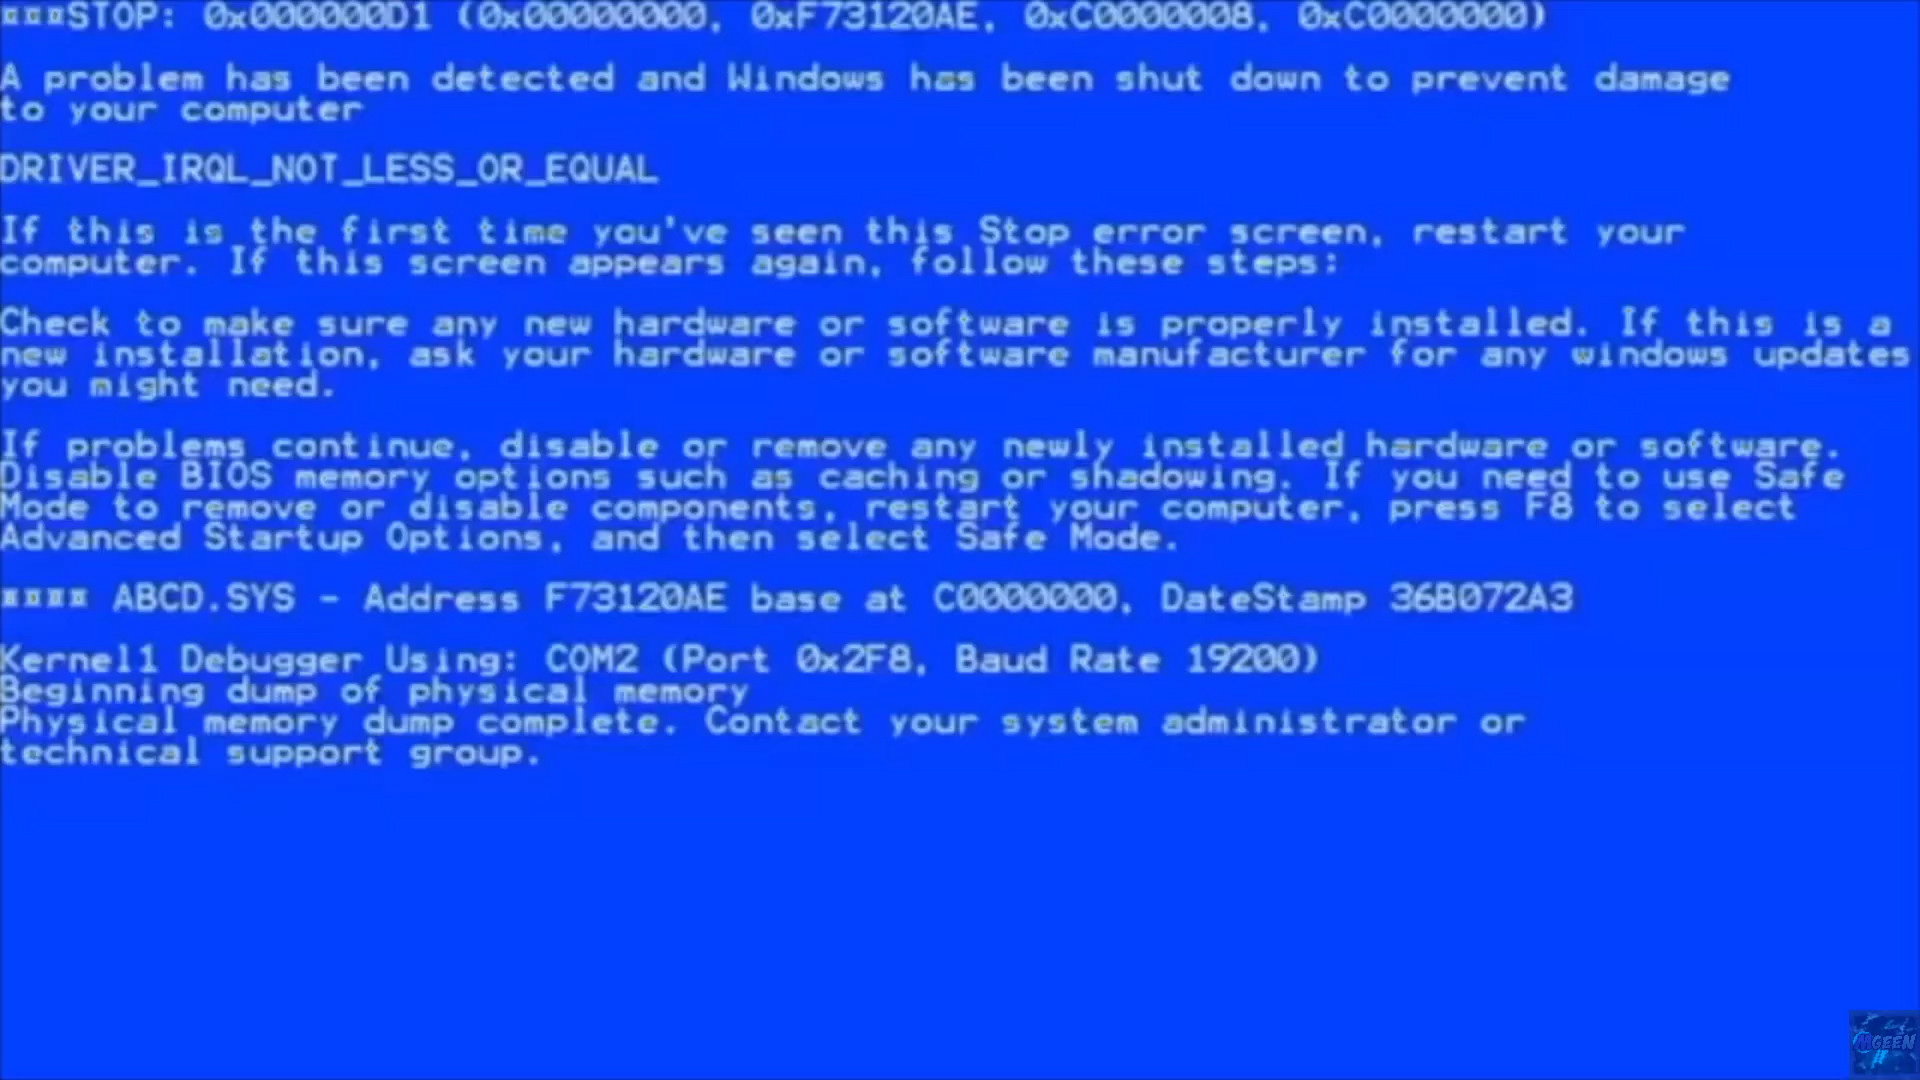 ¤¤¤STOP: 0x000000D1 (0x00000000, 0xF73120AE, 0xC0000008, 0xC0000000)
A problem has been detected and Windows has been shut down to prevent damage
to your computer
DRIVER_IRQL_NOT_LESS_OR_EQUAL
If this is the first time you've seen this Stop error screen, restart your
computer. If this screen appears again, follow these steps:
Check to make sure any new hardware or software is properly installed. If this is a
new installation, ask your hardware or software manufacturer for any windows updates
you might need.
If problems continue, disable or remove any newly installed hardware or software.
Disable BIOS memory options such as caching or shadowing. If you need to use Safe
Mode to remove or disable components, restart your computer, press F8 to select
Advanced Startup Options, and then select Safe Mode.
¤¤¤¤ ABCD.SYS - Address F73120AE base at C0000000, DateStamp 36B072A3
Kernel1 Debugger Using: COM2 (Port 0x2F8, Baud Rate 19200)
Beginning dump of physical memory
Physical memory dump complete. Contact your system administrator or
technical support group.
MGEEN